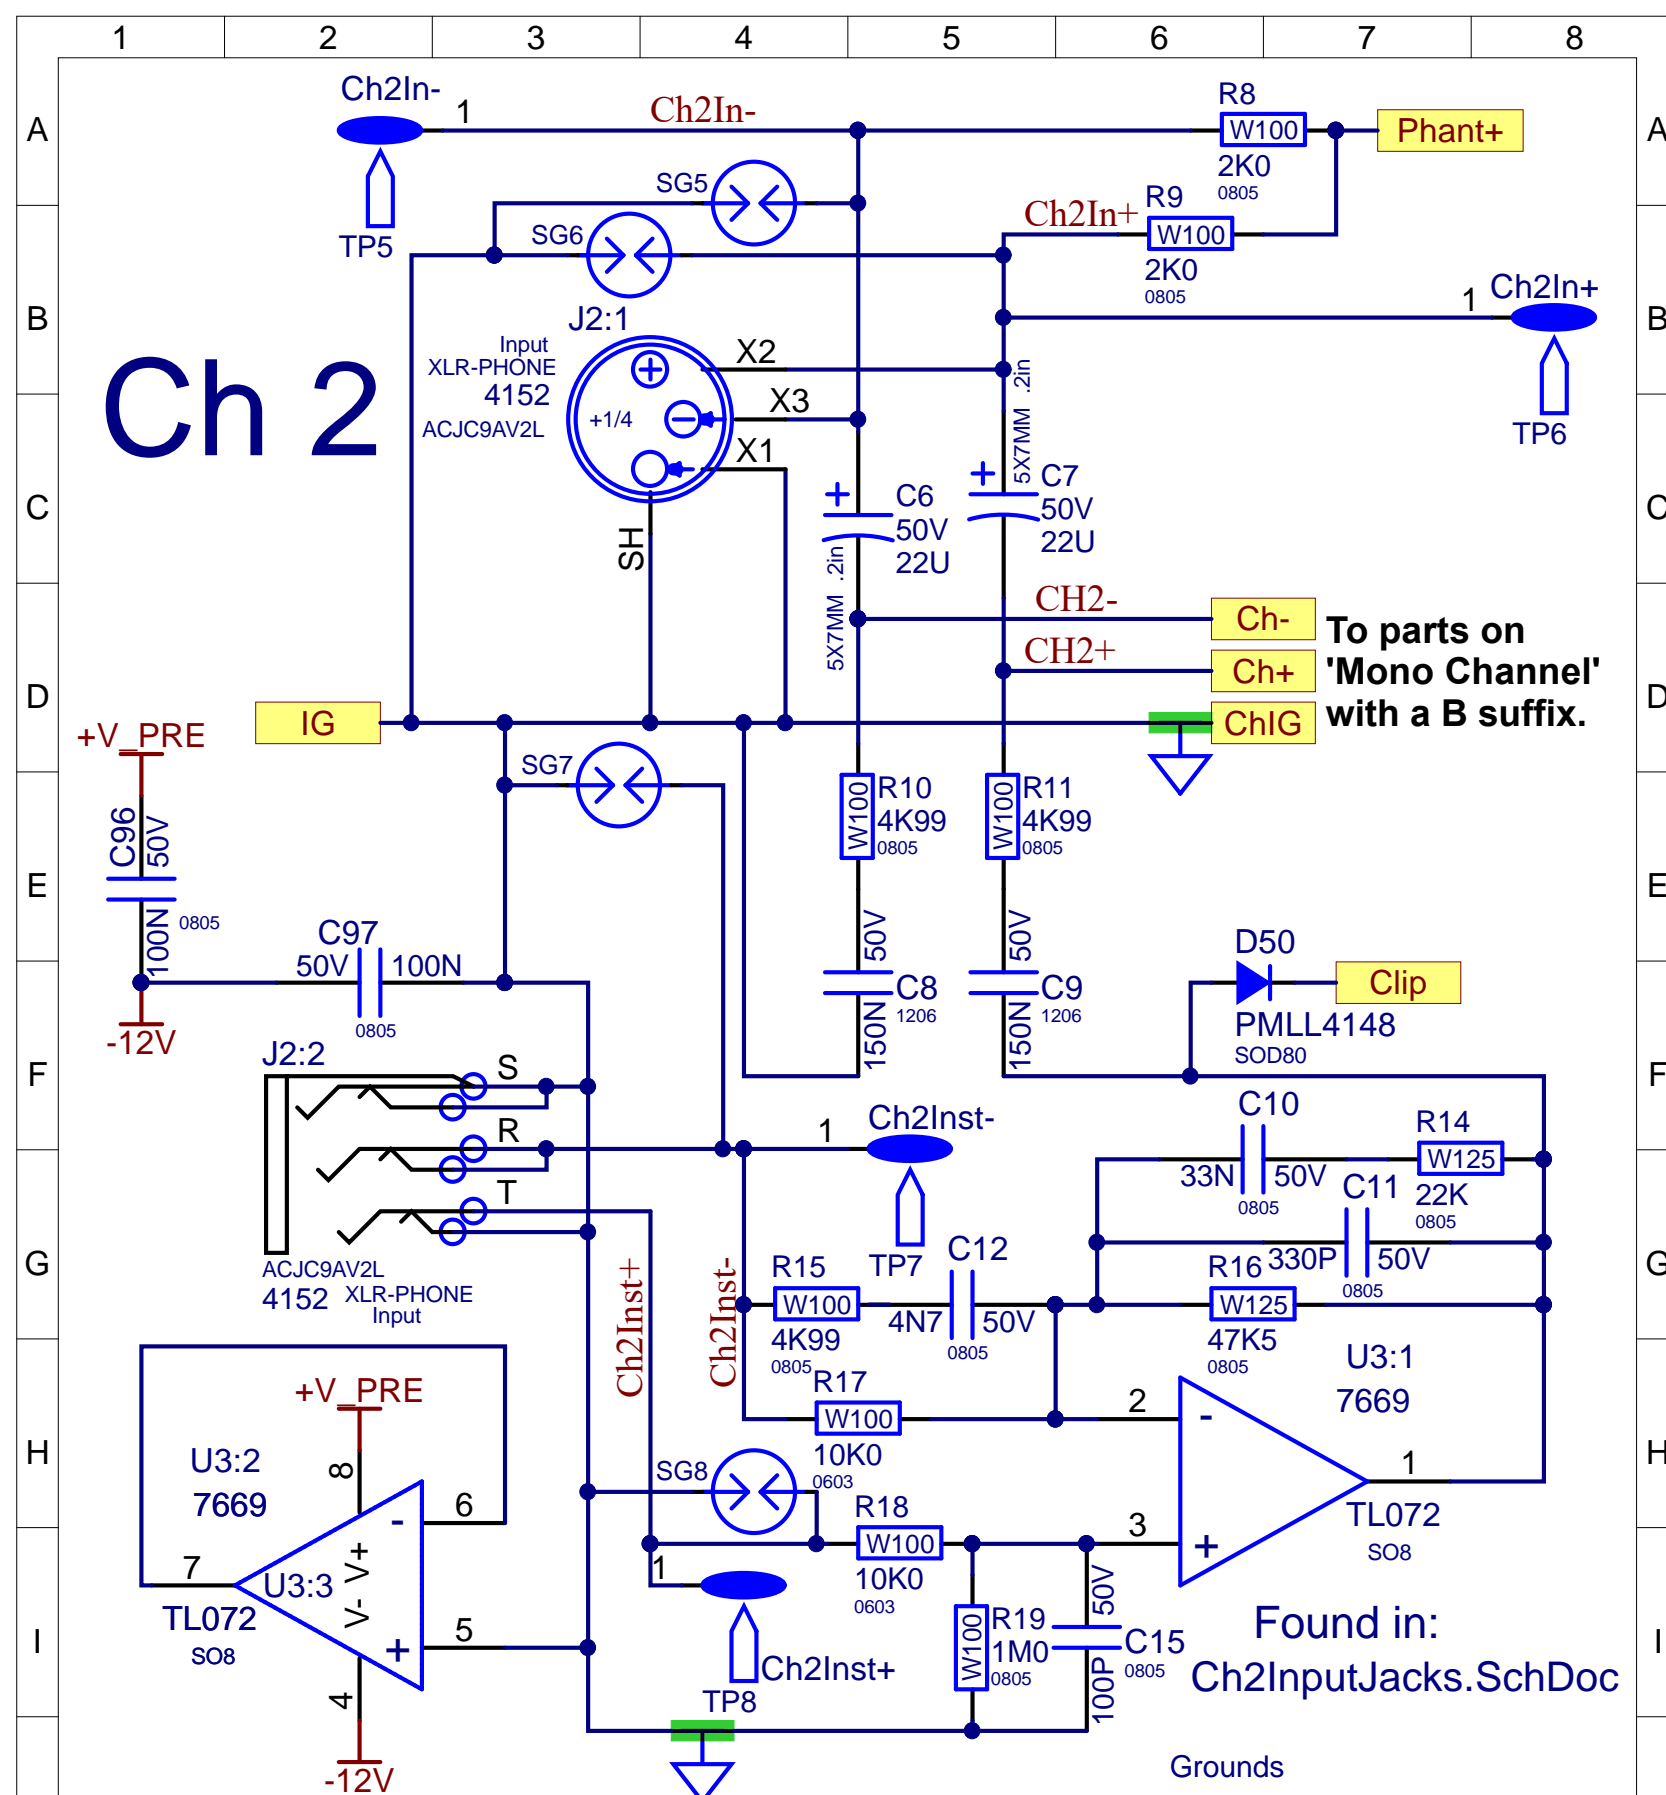 1 2 3 4 5 6 7 8
A
B
C
D
E
F
G
H
I
A
B
C
D
E
F
G
H
I
Ch2In-
1
Ch2In-
TP5
SG5
SG6
R8
W100
2K0
0805
Phant+
R9
W100
2K0
0805
Ch2In+
Ch2In+
1
TP6
J2:1
Input
XLR-PHONE
4152
ACJC9AV2L
+1/4
X2
X3
X1
SH
Ch 2
C6
50V
22U
5X7MM .2in
C7
50V
22U
5X7MM .2in
CH2-
CH2+
Ch-
Ch+
ChIG
To parts on
'Mono Channel'
with a B suffix.
IG
+V_PRE
C96
50V
100N
0805
-12V
C97
50V 100N
0805
SG7
R10
4K99
0805
W100
R11
4K99
0805
W100
50V
C8
1206
150N
50V
C9
1206
150N
D50
PMLL4148
SOD80
Clip
J2:2
S
R
T
ACJC9AV2L
4152 XLR-PHONE
Input
Ch2Inst-
1
TP7
Ch2Inst+
Ch2Inst-
C10
33N 50V
0805
R14
W125
22K
0805
C11
330P 50V
0805
R15
W100
4K99
0805
C12
4N7 50V
0805
R16
W125
47K5
0805
R17
W100
10K0
0603
U3:1
7669
2
-
3
+
1
TL072
SO8
SG8
R18
W100
10K0
0603
1
Ch2Inst+
TP8
R19
1M0
0805
W100
50V
C15
0805
100P
+V_PRE
U3:2
7669
8
6
-
7
U3:3
V- V+
TL072
SO8
5
+
4
-12V
Found in:
Ch2InputJacks.SchDoc
Grounds